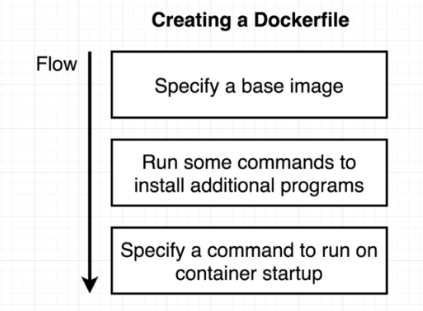 Creating a Dockerfile
Flow
Specify a base image
Run some commands to
install additional programs
Specify a command to run on
container startup